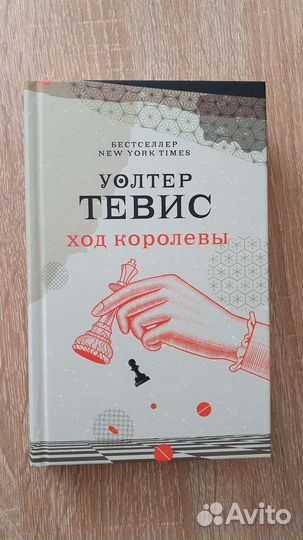 БЕСТСЕЛЛЕР
NEW YORK TIMES
УОЛТЕР
ТЕВИС
ХОД КОРОЛЕВЫ
Avito